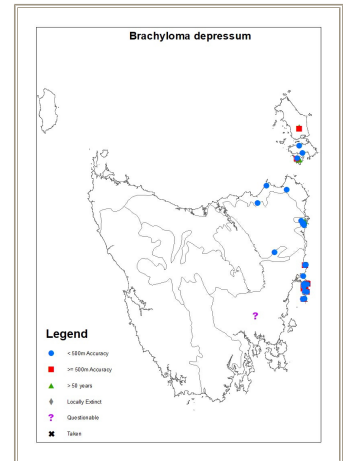 Brachyloma depressum
?
Legend
< 500m Accuracy
>= 500m Accuracy
> 50 years
Locally Extinct
? Questionable
Taken